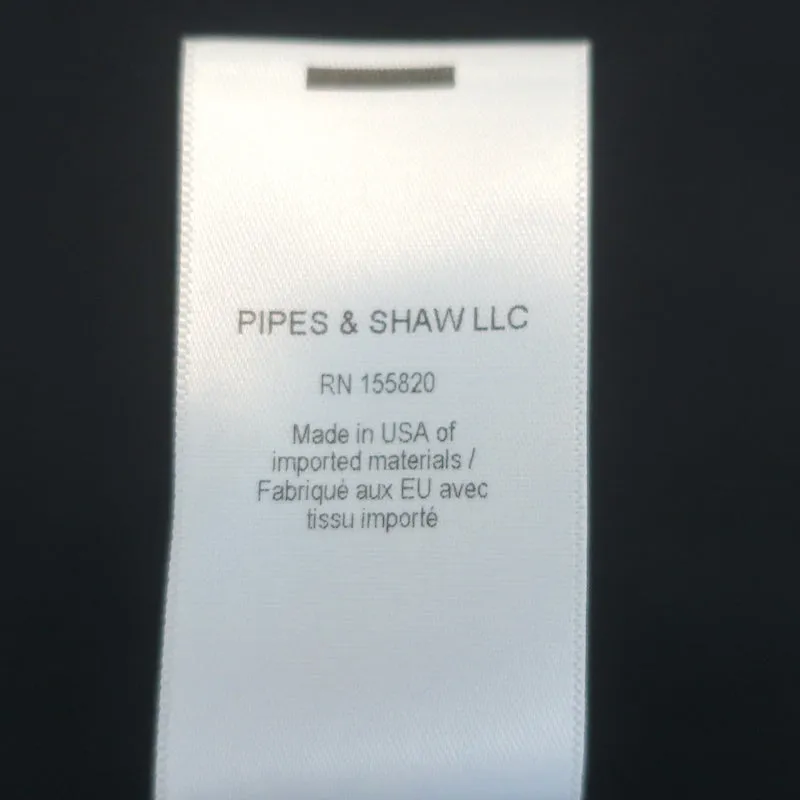 PIPES & SHAW LLC
RN 155820
Made in USA of
imported materials /
Fabriqué aux EU avec
tissu importé